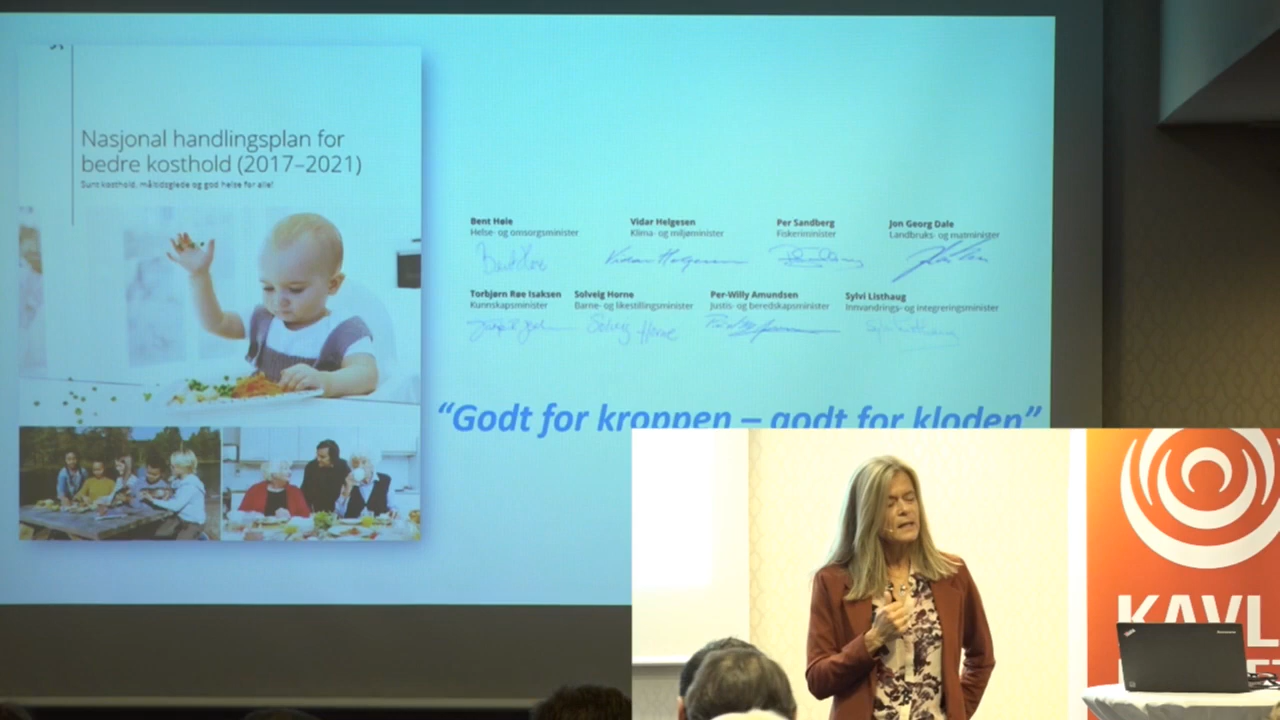 Nasjonal handlingsplan for
bedre kosthold (2017–2021)
Sunt kosthold, måltidsglede og god helse for alle!
Bent Høie
Helse- og omsorgsminister
Vidar Helgesen
Klima- og miljøminister
Per Sandberg
Fiskeriminister
Jon Georg Dale
Landbruks- og matminister
Torbjørn Røe Isaksen
Kunnskapsminister
Solveig Horne
Barne- og likestillingsminister
Per-Willy Amundsen
Justis- og beredskapsminister
Sylvi Listhaug
Innvandrings- og integreringsminister
Solveig Horne
“Godt for kroppen – godt for kloden”
KAVL